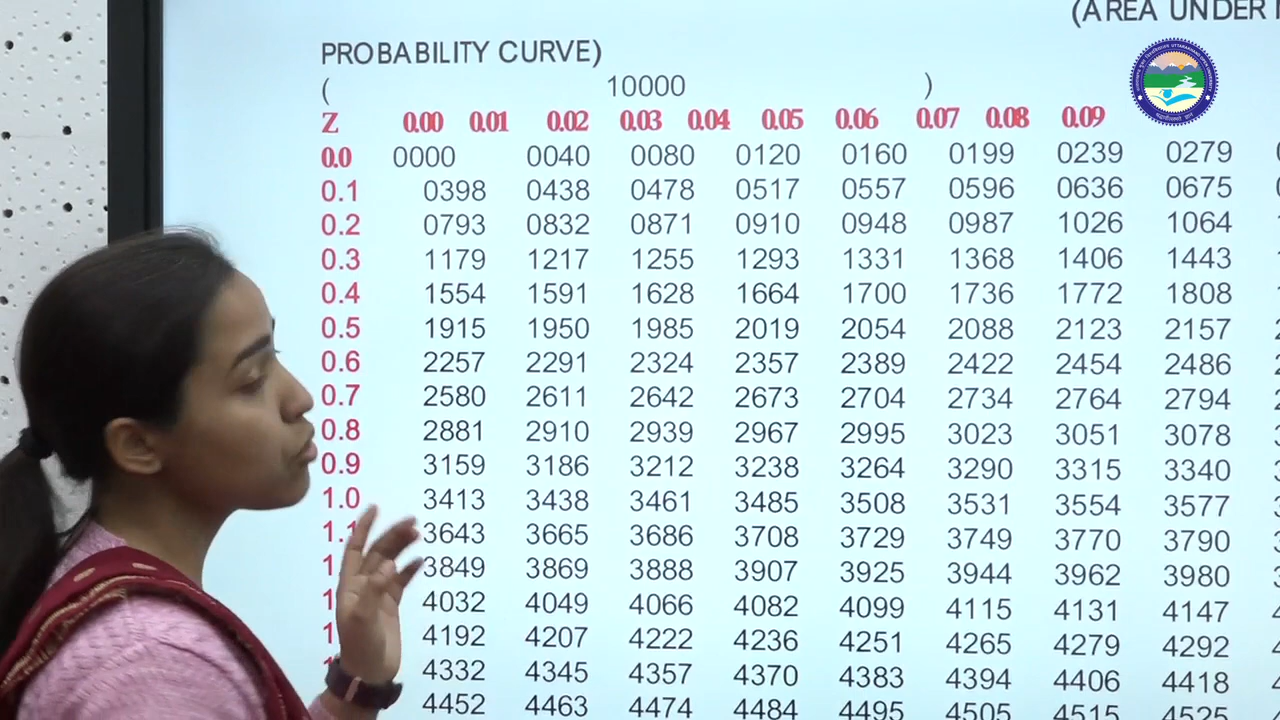 (AREA UNDER
PROBABILITY CURVE)
( 10000 )
Z 0.00 0.01 0.02 0.03 0.04 0.05 0.06 0.07 0.08 0.09
0.0 0000 0040 0080 0120 0160 0199 0239 0279
0.1 0398 0438 0478 0517 0557 0596 0636 0675
0.2 0793 0832 0871 0910 0948 0987 1026 1064
0.3 1179 1217 1255 1293 1331 1368 1406 1443
0.4 1554 1591 1628 1664 1700 1736 1772 1808
0.5 1915 1950 1985 2019 2054 2088 2123 2157
0.6 2257 2291 2324 2357 2389 2422 2454 2486
0.7 2580 2611 2642 2673 2704 2734 2764 2794
0.8 2881 2910 2939 2967 2995 3023 3051 3078
0.9 3159 3186 3212 3238 3264 3290 3315 3340
1.0 3413 3438 3461 3485 3508 3531 3554 3577
1.1 3643 3665 3686 3708 3729 3749 3770 3790
3849 3869 3888 3907 3925 3944 3962 3980
4032 4049 4066 4082 4099 4115 4131 4147
4192 4207 4222 4236 4251 4265 4279 4292
4332 4345 4357 4370 4383 4394 4406 4418
4452 4463 4474 4484 4495 4505 4515 4525